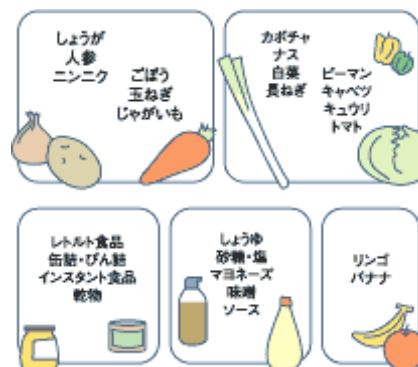 しょうが
人参
ニンニク
ごぼう
玉ねぎ
じゃがいも
カボチャ
ナス
白菜
長ねぎ
ピーマン
キャベツ
キュウリ
トマト
レトルト食品
缶詰・びん詰
インスタント食品
乾物
しょうゆ
砂糖・塩
マヨネーズ
味噌
ソース
リンゴ
バナナ